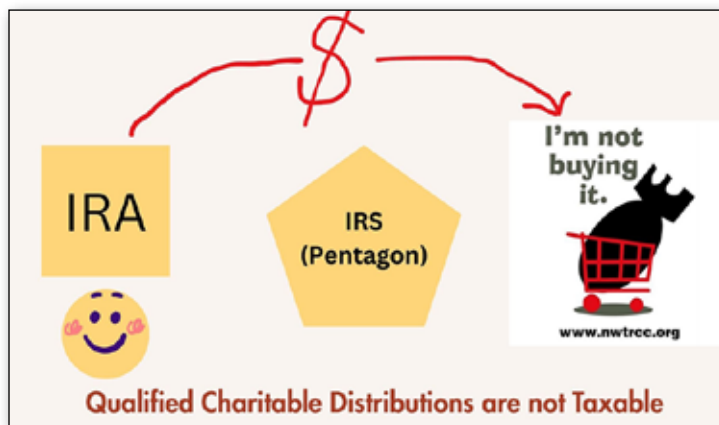 $
I'm not
buying
it.
IRA
IRS
(Pentagon)
www.nwtrcc.org
Qualified Charitable Distributions are not Taxable